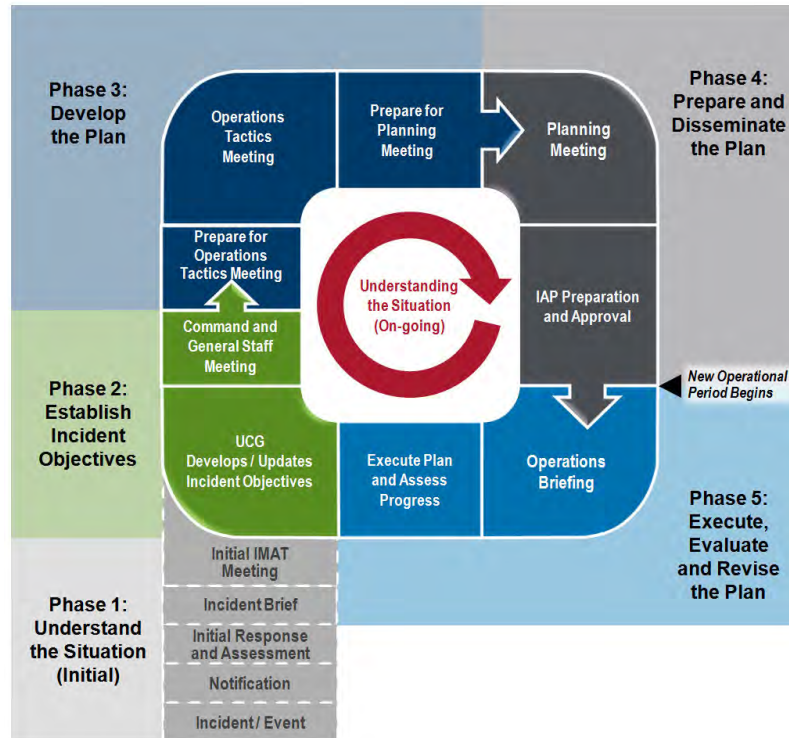 Phase 3:
Develop
the Plan
Operations
Tactics
Meeting
Prepare for
Planning
Meeting
Planning
Meeting
Phase 4:
Prepare and
Disseminate
the Plan
Prepare for
Operations
Tactics Meeting
Understanding
the Situation
(On-going)
IAP Preparation
and Approval
Command and
General Staff
Meeting
New Operational
Period Begins
Phase 2:
Establish
Incident
Objectives
UCG
Develops / Updates
Incident Objectives
Execute Plan
and Assess
Progress
Operations
Briefing
Phase 5:
Execute,
Evaluate
and Revise
the Plan
Phase 1:
Understand
the Situation
(Initial)
Initial IMAT
Meeting
Incident Brief
Initial Response
and Assessment
Notification
Incident / Event